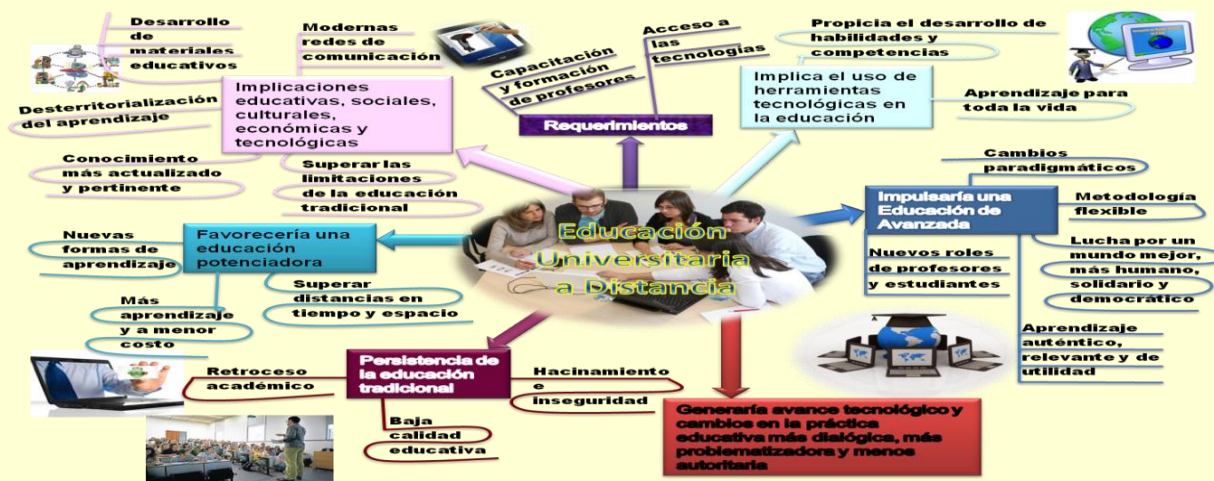 Desarrollo
de
materiales
educativos
Modernas
redes de
comunicación
Desterritorialización
del aprendizaje
Implicaciones
educativas, sociales,
culturales,
económicas y
tecnológicas
Conocimiento
más actualizado
y pertinente
Superar las
limitaciones
de la educación
tradicional
Capacitación
y formación
de profesores
Acceso a
las
tecnologías
Requerimientos
Propicia el desarrollo de
habilidades y
competencias
Implica el uso de
herramientas
tecnológicas en
la educación
Aprendizaje para
toda la vida
Cambios
paradigmáticos
Impulsaría una
Educación de
Avanzada
Metodología
flexible
Nuevos roles
de profesores
y estudiantes
Lucha por un
mundo mejor,
más humano,
solidario y
democrático
Aprendizaje
auténtico,
relevante y de
utilidad
Educación
Universitaria
a Distancia
Nuevas
formas de
aprendizaje
Favorecería una
educación
potenciadora
Superar
distancias en
tiempo y espacio
Más
aprendizaje
y a menor
costo
Retroceso
académico
Persistencia de
la educación
tradicional
Hacinamiento
e
inseguridad
Baja
calidad
educativa
Generaría avance tecnológico y
cambios en la práctica
educativa más dialógica, más
problematizadora y menos
autoritaria